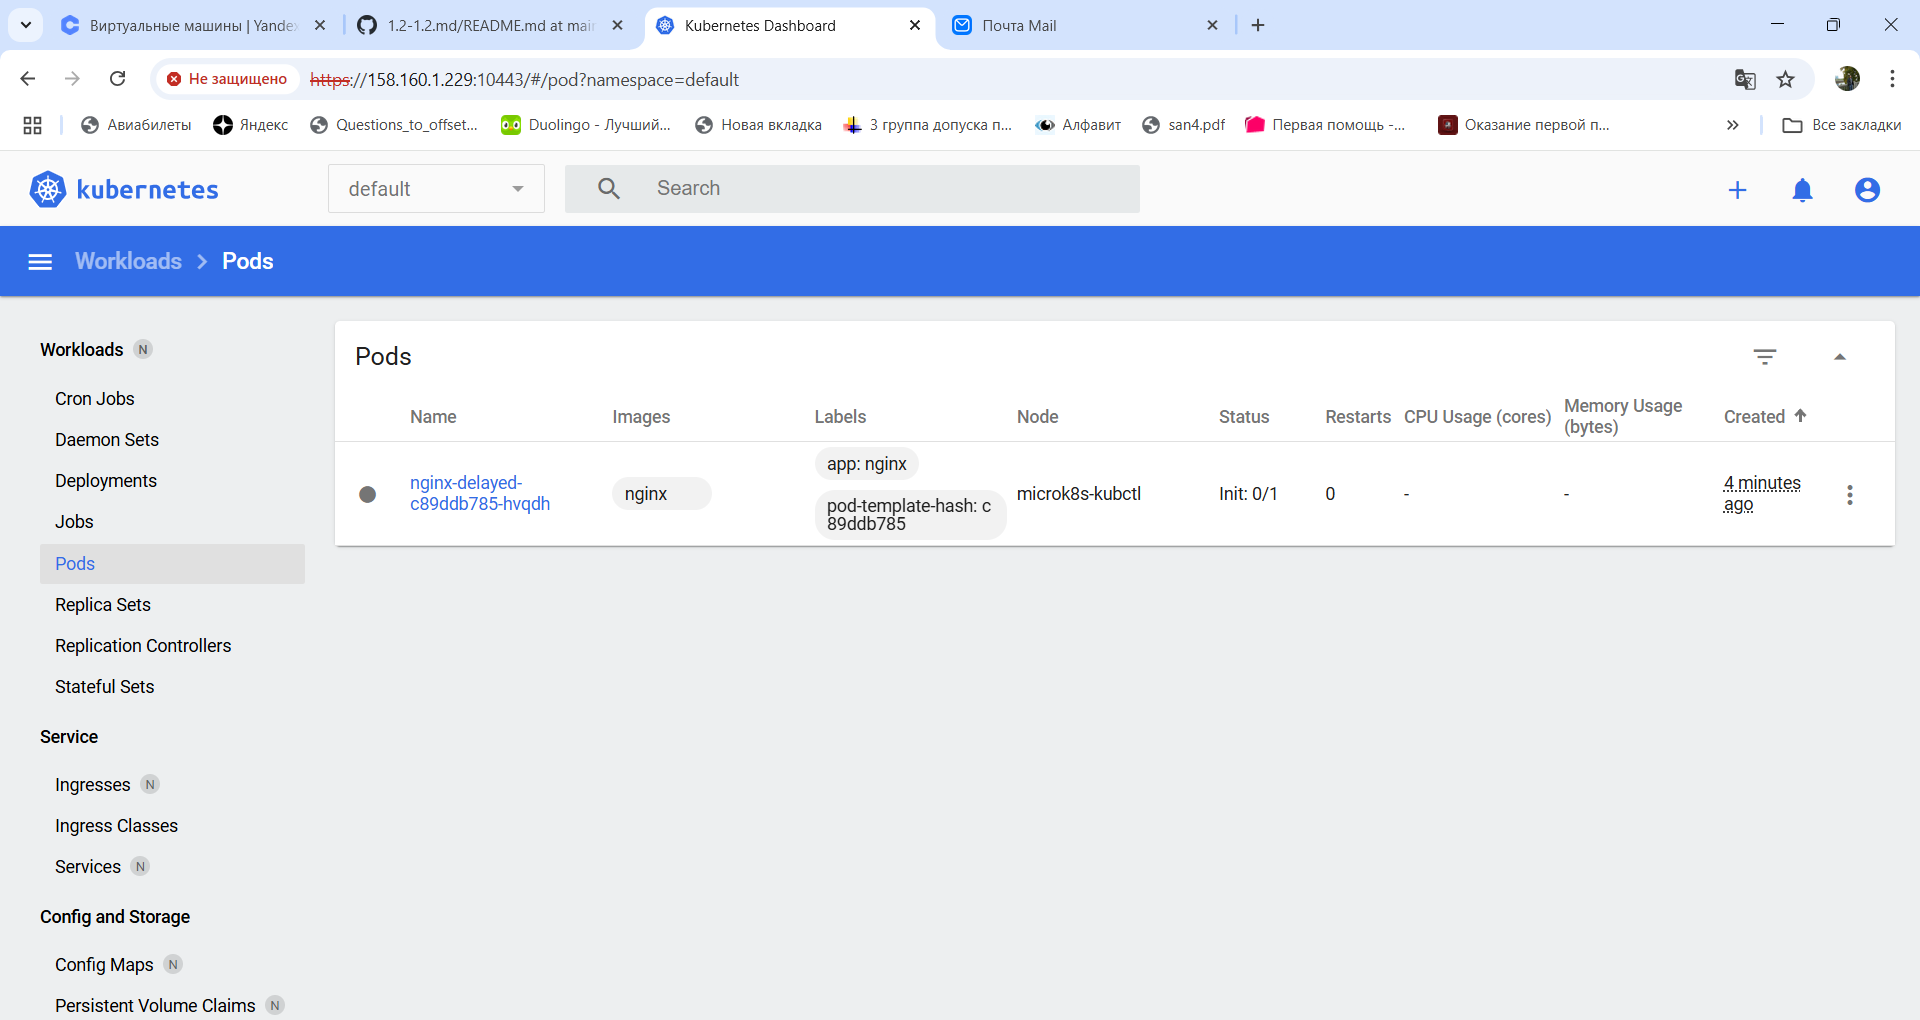 Виртуальные машины | Yandex
1.2-1.2.md/README.md at main
Kubernetes Dashboard
Почта Mail
Не защищено
https://158.160.1.229:10443/#/pod?namespace=default
Авиабилеты
Яндекс
Questions_to_offset...
Duolingo - Лучший...
Новая вкладка
3 группа допуска п...
Алфавит
san4.pdf
Первая помощь -...
Оказание первой п...
Все закладки
kubernetes
default
Search
Workloads
Pods
Workloads N
Cron Jobs
Daemon Sets
Deployments
Jobs
Pods
Replica Sets
Replication Controllers
Stateful Sets
Service
Ingresses N
Ingress Classes
Services N
Config and Storage
Config Maps N
Persistent Volume Claims N
Pods
Name
Images
Labels
Node
Status
Restarts
CPU Usage (cores)
Memory Usage
(bytes)
Created
nginx-delayed-
c89ddb785-hvqdh
nginx
app: nginx
pod-template-hash: c
89ddb785
microk8s-kubctl
Init: 0/1
0
-
-
4 minutes
ago